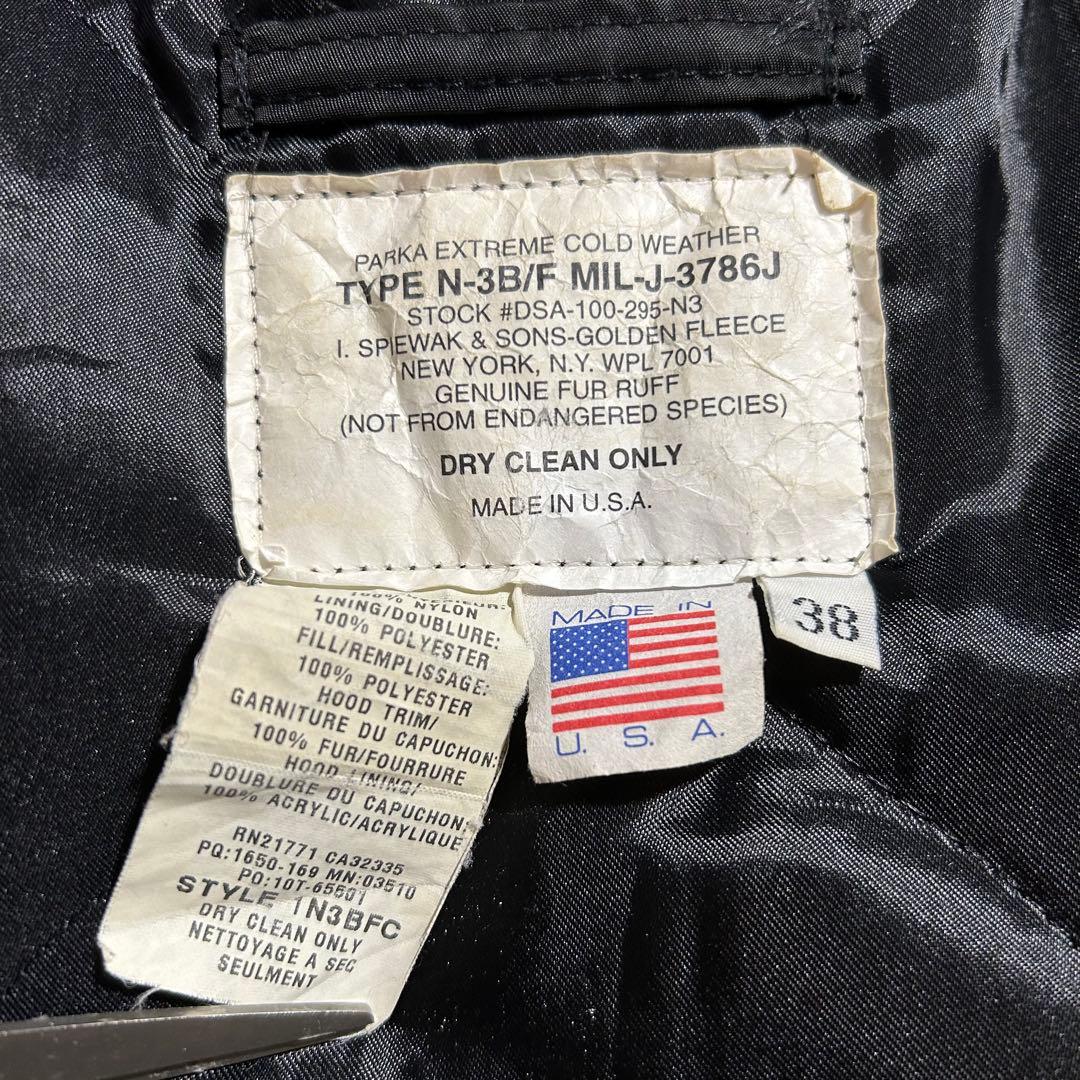 PARKA EXTREME COLD WEATHER
TYPE N-3B/F MIL-J-3786J
STOCK #DSA-100-295-N3
I. SPIEWAK & SONS-GOLDEN FLEECE
NEW YORK, N.Y. WPL 7001
GENUINE FUR RUFF
(NOT FROM ENDANGERED SPECIES)
DRY CLEAN ONLY
MADE IN U.S.A.
100% NYLON
LINING/DOUBLURE:
100% POLYESTER
FILL/REMPLISSAGE:
100% POLYESTER
HOOD TRIM/
GARNITURE DU CAPUCHON:
100% FUR/FOURRURE
HOOD LINING/
DOUBLURE DU CAPUCHON:
100% ACRYLIC/ACRYLIQUE
RN21771 CA32335
PQ:1650-169 MN:03510
PO:10T-65501
STYLE 1N3BFC
DRY CLEAN ONLY
NETTOYAGE A SEC
SEULMENT
MADE IN
U. S. A.
38